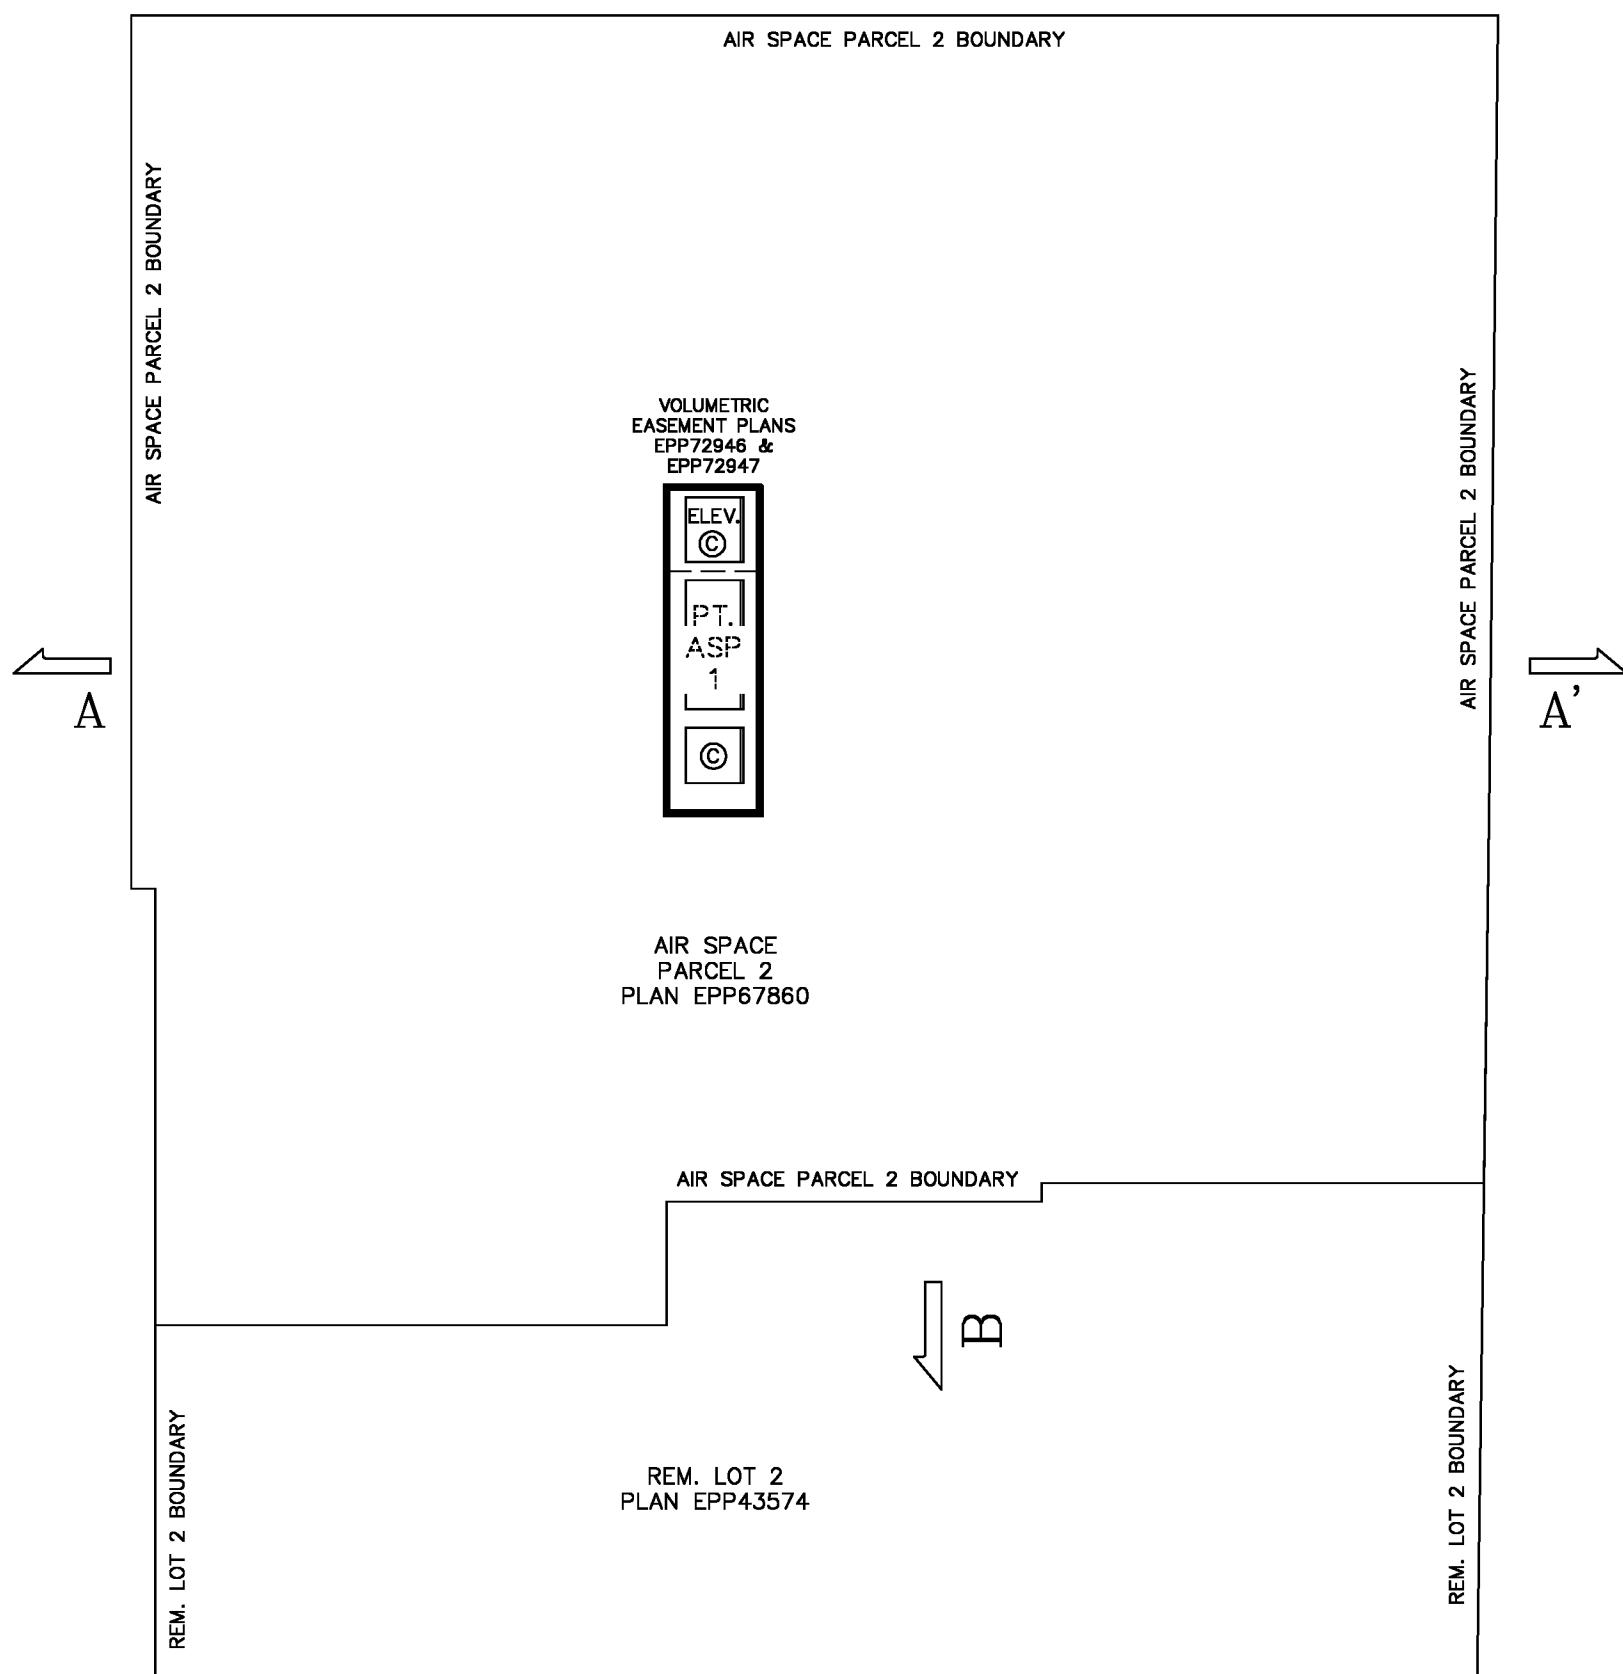 AIR SPACE PARCEL 2 BOUNDARY
AIR SPACE PARCEL 2 BOUNDARY
AIR SPACE PARCEL 2 BOUNDARY
VOLUMETRIC
EASEMENT PLANS
EPP72946 &
EPP72947
ELEV.
©
PT.
ASP
1
©
A
A'
AIR SPACE
PARCEL 2
PLAN EPP67860
AIR SPACE PARCEL 2 BOUNDARY
B
REM. LOT 2 BOUNDARY
REM. LOT 2
PLAN EPP43574
REM. LOT 2 BOUNDARY